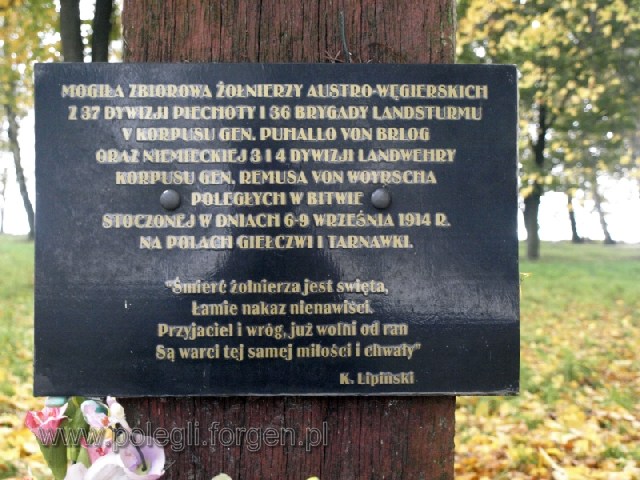 MOGIŁA ZBIOROWA ŻOŁNIERZY AUSTRO-WĘGIERSKICH
Z 37 DYWIZJI PIECHOTY I 36 BRYGADY LANDSTURMU
V KORPUSU GEN. PUHALLO VON BRLOG
ORAZ NIEMIECKIEJ 3 I 4 DYWIZJI LANDWEHRY
KORPUSU GEN. REMUSA VON WOYRSCHA
POLEGŁYCH W BITWIE
STOCZONEJ W DNIACH 6-9 WRZEŚNIA 1914 R.
NA POLACH GIEŁCZWI I TARNAWKI.
"Śmierć żołnierza jest święta,
Łamie nakaz nienawiści.
Przyjaciel i wróg, już wolni od ran
Są warci tej samej miłości i chwały"
K. Lipiński
www.polegli.forgen.pl